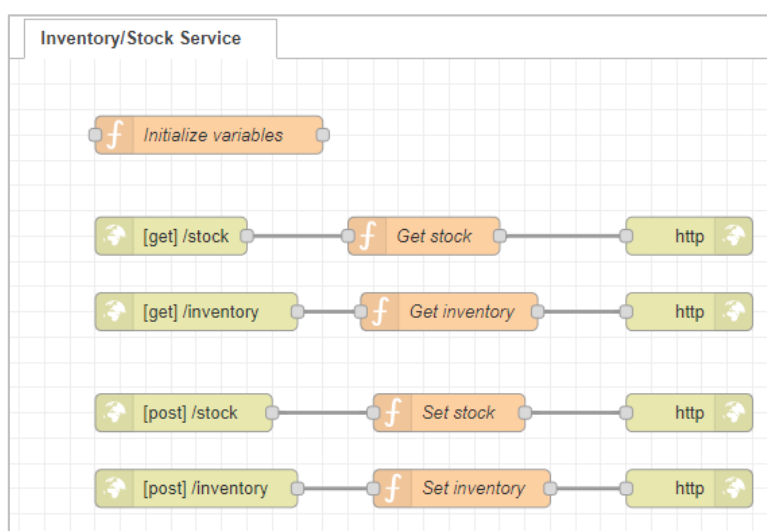 Inventory/Stock Service
Initialize variables
[get] /stock Get stock http
[get] /inventory Get inventory http
[post] /stock Set stock http
[post] /inventory Set inventory http